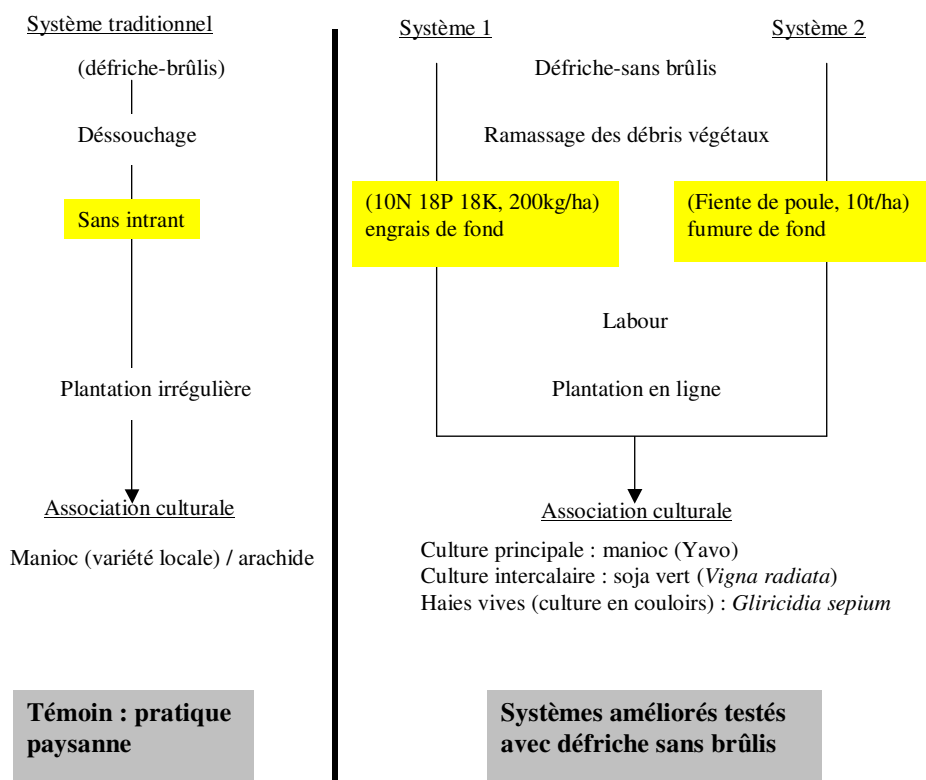 Système traditionnel
(défriche-brûlis)
Déssouchage
Sans intrant
Plantation irrégulière
Association culturale
Manioc (variété locale) / arachide
Témoin : pratique
paysanne
Système 1
Système 2
Défriche-sans brûlis
Ramassage des débris végétaux
(10N 18P 18K, 200kg/ha)
engrais de fond
(Fiente de poule, 10t/ha)
fumure de fond
Labour
Plantation en ligne
Association culturale
Culture principale : manioc (Yavo)
Culture intercalaire : soja vert (Vigna radiata)
Haies vives (culture en couloirs) : Gliricidia sepium
Systèmes améliorés testés
avec défriche sans brûlis